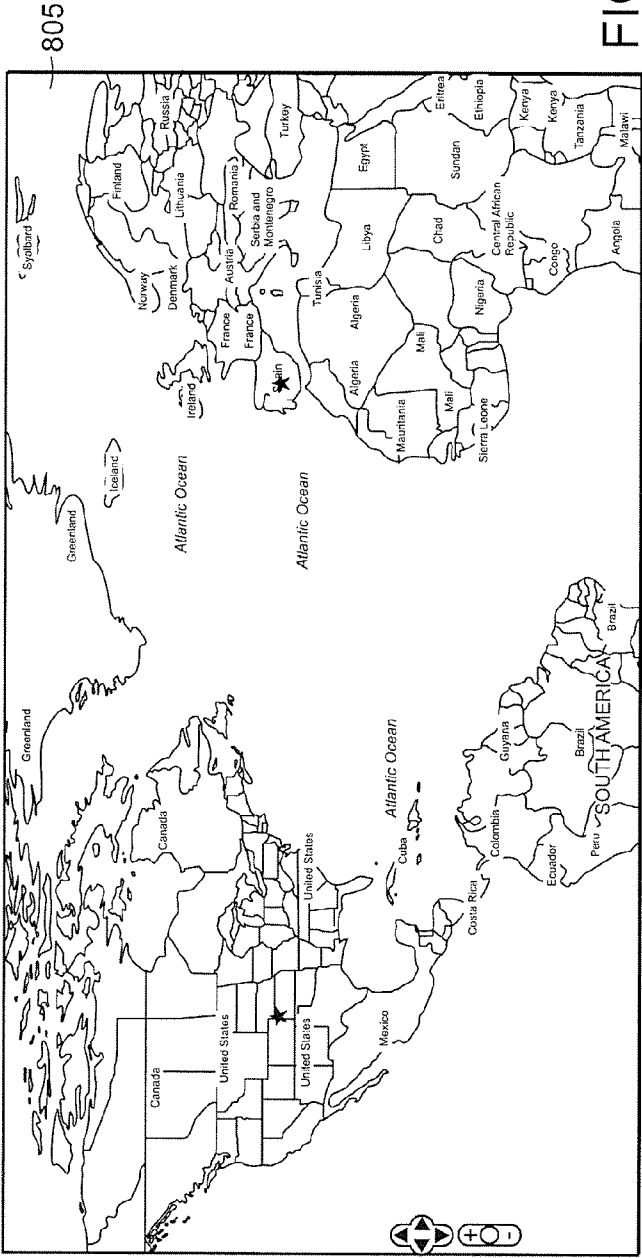 805
Svalbard
Greenland
Greenland
Iceland
Finland
Russia
Norway
Canada
Canada
Denmark
Lithuania
Ireland
Atlantic Ocean
United States
France
France
Austria
Romania
Serbia and
Montenegro
Spain
Turkey
United States
United States
Atlantic Ocean
Tunisia
Algeria
Algeria
Libya
Egypt
Mexico
Atlantic Ocean
Cuba
Mauritania
Mali
Mali
Chad
Sundan
Eritrea
Ethiopia
Costa Rica
Sierra Leone
Nigeria
Central African
Republic
Colombia
Guyana
Kenya
Kenya
Ecuador
Congo
Tanzania
Peru
Brazil
Brazil
SOUTH AMERICA
Angola
Malawi
+
-